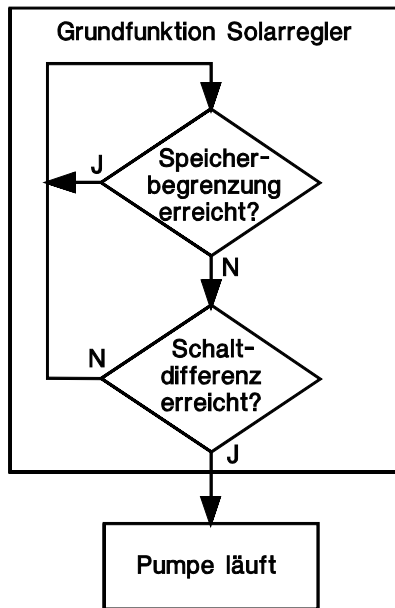 Grundfunktion Solarregler
Speicher-
begrenzung
erreicht?
J
N
Schalt-
differenz
erreicht?
N
J
Pumpe läuft